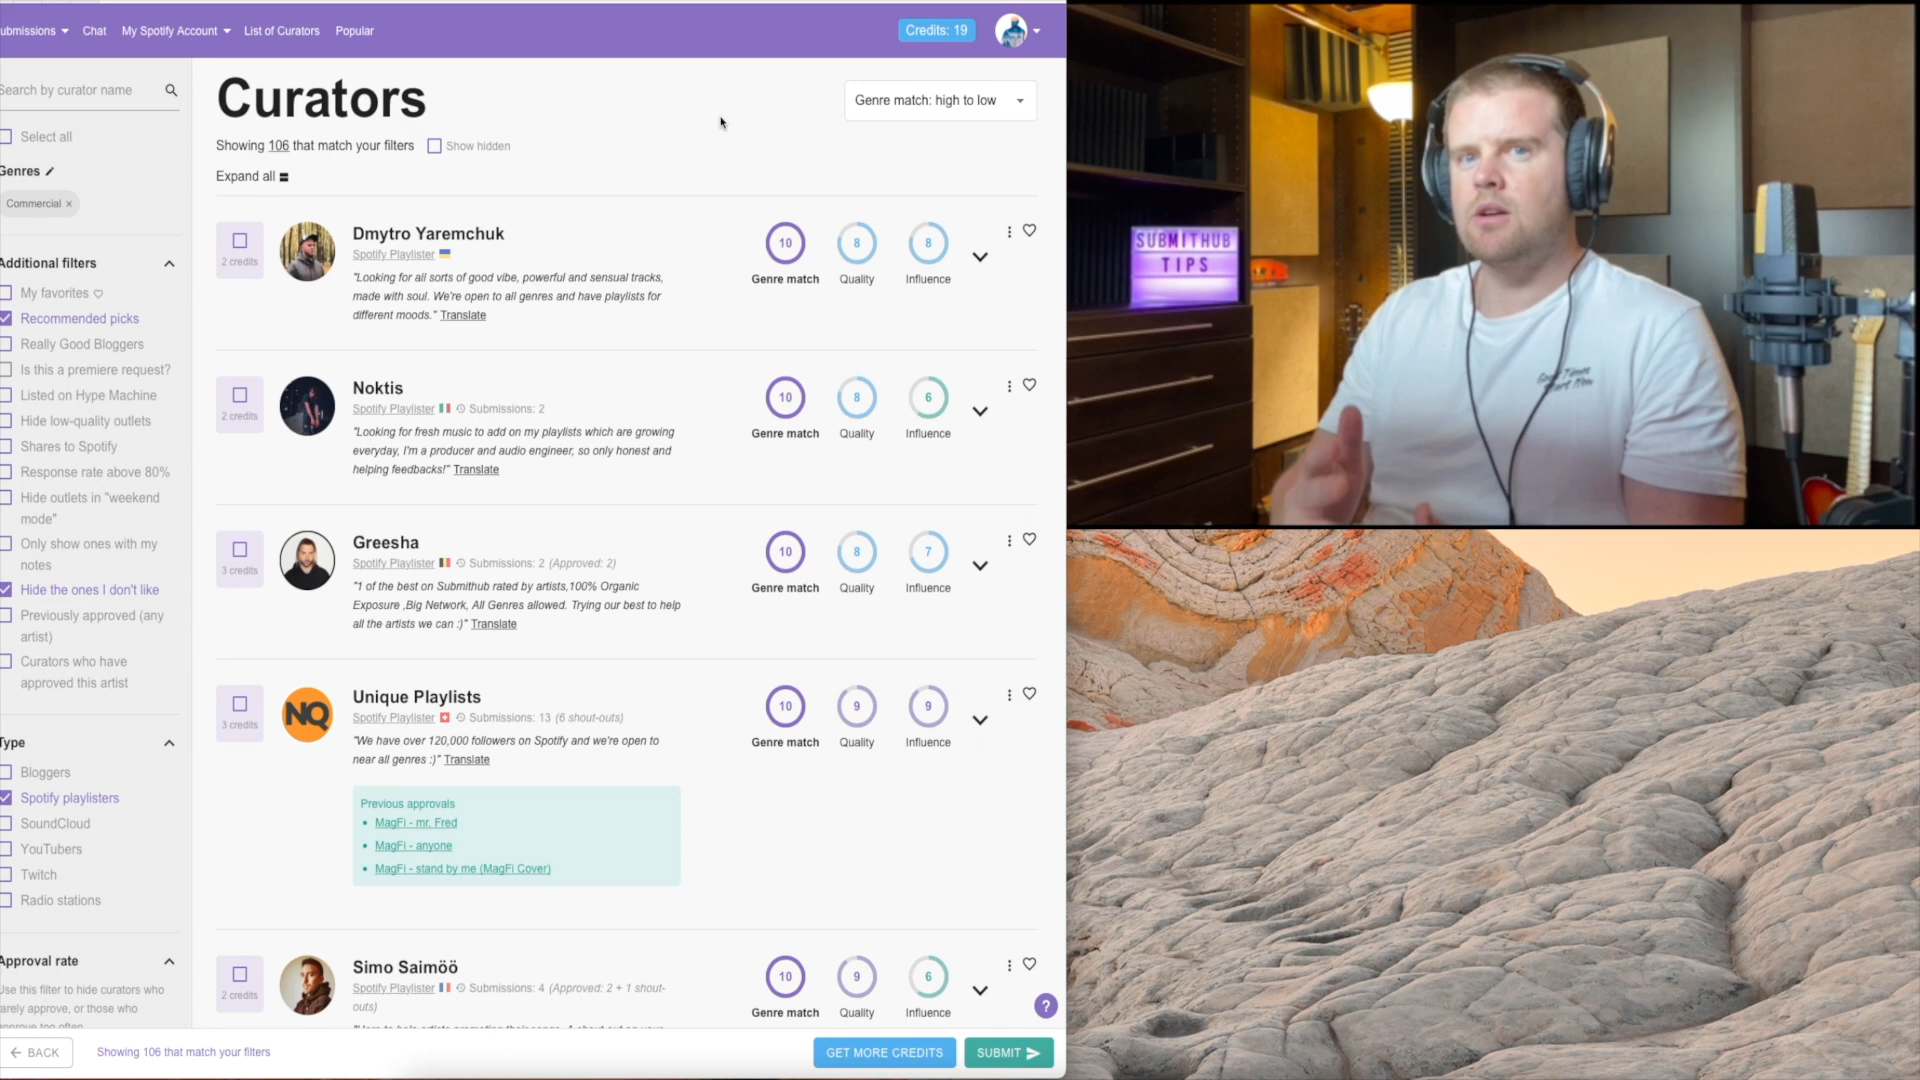 ubmissions
Chat
My Spotify Account
List of Curators
Popular
Credits: 19
Search by curator name
Select all
Genres
Commercial ×
Additional filters
My favorites
Recommended picks
Really Good Bloggers
Is this a premiere request?
Listed on Hype Machine
Hide low-quality outlets
Shares to Spotify
Response rate above 80%
Hide outlets in "weekend
mode"
Only show ones with my
notes
Hide the ones I don't like
Previously approved (any
artist)
Curators who have
approved this artist
Type
Bloggers
Spotify playlisters
SoundCloud
YouTubers
Twitch
Radio stations
Approval rate
Use this filter to hide curators who
rarely approve, or those who
approve too often
Curators
Genre match: high to low
Showing 106 that match your filters
Show hidden
Expand all
2 credits
Dmytro Yaremchuk
Spotify Playlister
"Looking for all sorts of good vibe, powerful and sensual tracks,
made with soul. We're open to all genres and have playlists for
different moods." Translate
10 8 8
Genre match Quality Influence
2 credits
Noktis
Spotify Playlister Submissions: 2
"Looking for fresh music to add on my playlists which are growing
everyday, I'm a producer and audio engineer, so only honest and
helping feedbacks!" Translate
10 8 6
Genre match Quality Influence
3 credits
Greesha
Spotify Playlister Submissions: 2 (Approved: 2)
"1 of the best on Submithub rated by artists,100% Organic
Exposure ,Big Network, All Genres allowed. Trying our best to help
all the artists we can :)" Translate
10 8 7
Genre match Quality Influence
3 credits
NQ
Unique Playlists
Spotify Playlister Submissions: 13 (6 shout-outs)
"We have over 120,000 followers on Spotify and we're open to
near all genres :)" Translate
10 9 9
Genre match Quality Influence
Previous approvals
• MagFi - mr. Fred
• MagFi - anyone
• MagFi - stand by me (MagFi Cover)
2 credits
Simo Saimöö
Spotify Playlister Submissions: 4 (Approved: 2 + 1 shout-
outs)
10 9 6
Genre match Quality Influence
?
BACK
Showing 106 that match your filters
GET MORE CREDITS
SUBMIT
SUBMITHUB
TIPS